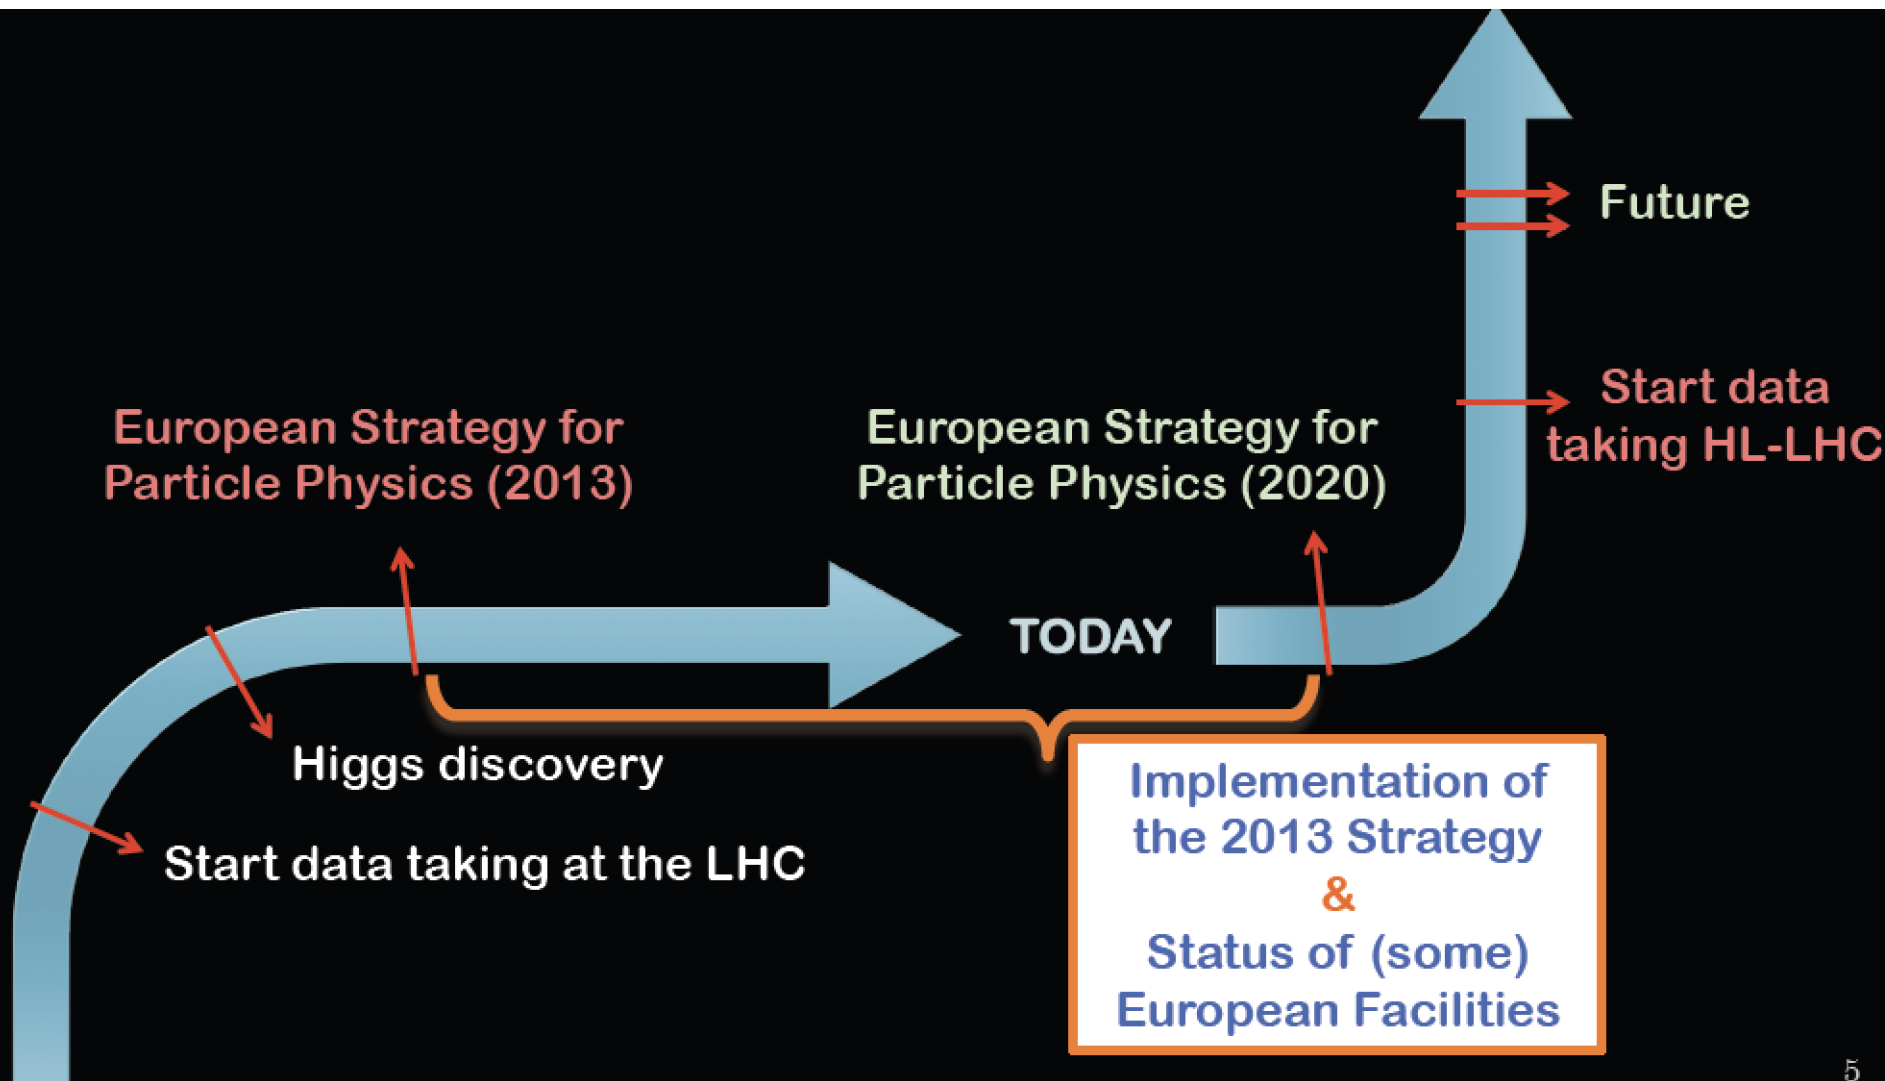 Future
Start data
taking HL-LHC
European Strategy for
Particle Physics (2013)
European Strategy for
Particle Physics (2020)
TODAY
Higgs discovery
Start data taking at the LHC
Implementation of
the 2013 Strategy
&
Status of (some)
European Facilities
5